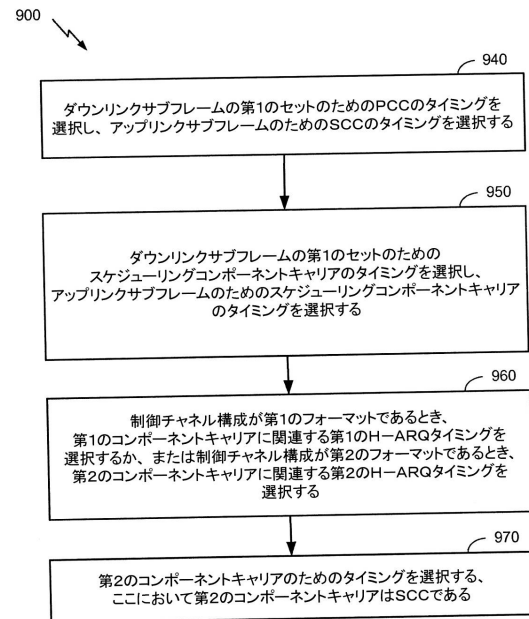 900
940
ダウンリンクサブフレームの第1のセットのためのPCCのタイミングを
選択し、アップリンクサブフレームのためのSCCのタイミングを選択する
950
ダウンリンクサブフレームの第1のセットのための
スケジューリングコンポーネントキャリアのタイミングを選択し、
アップリンクサブフレームのためのスケジューリングコンポーネントキャリア
のタイミングを選択する
960
制御チャネル構成が第1のフォーマットであるとき、
第1のコンポーネントキャリアに関連する第1のH-ARQタイミングを
選択するか、または制御チャネル構成が第2のフォーマットであるとき、
第2のコンポーネントキャリアに関連する第2のH-ARQタイミングを
選択する
970
第2のコンポーネントキャリアのためのタイミングを選択する、
ここにおいて第2のコンポーネントキャリアはSCCである